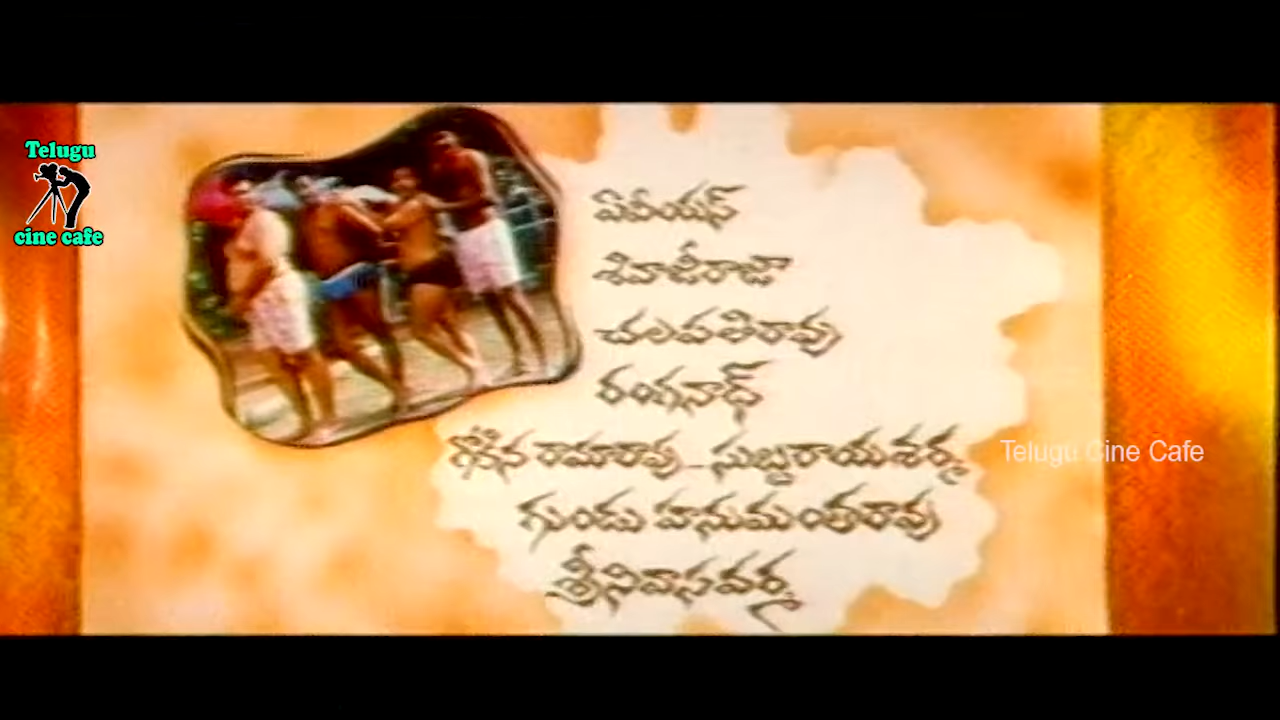 Telugu
cine cafe
ఏవీయస్
శివాజీరాజా
చలపతిరావు
రంగనాధ్
గోకిన రామారావు _ సుబ్బరాయశర్మ
Telugu Cine Cafe
గుండు హనుమంతరావు
శ్రీనివాసవర్మ